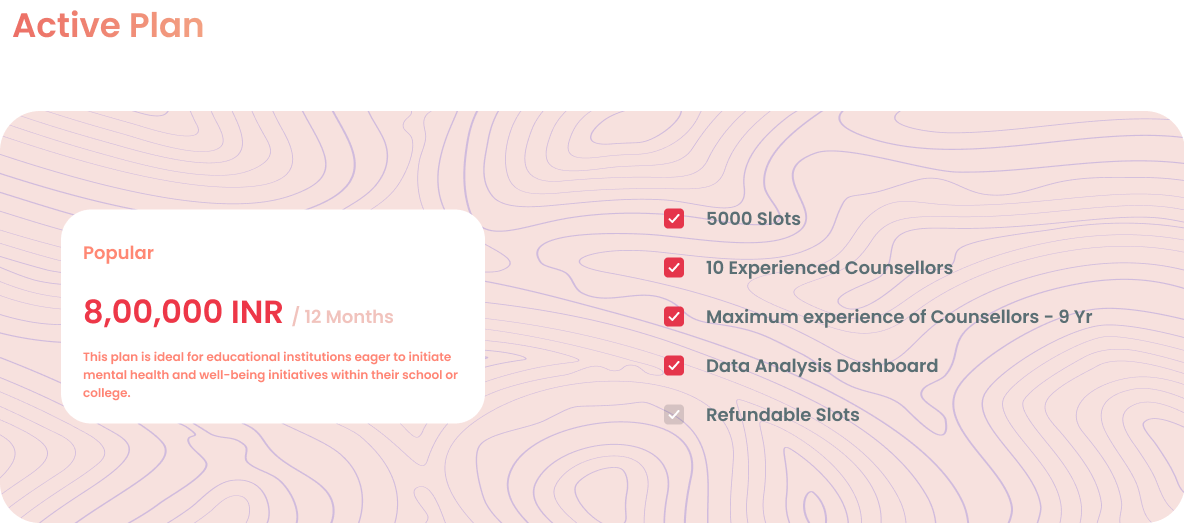 Active Plan
Popular
8,00,000 INR / 12 Months
This plan is ideal for educational institutions eager to initiate
mental health and well-being initiatives within their school or
college.
5000 Slots
10 Experienced Counsellors
Maximum experience of Counsellors - 9 Yr
Data Analysis Dashboard
Refundable Slots